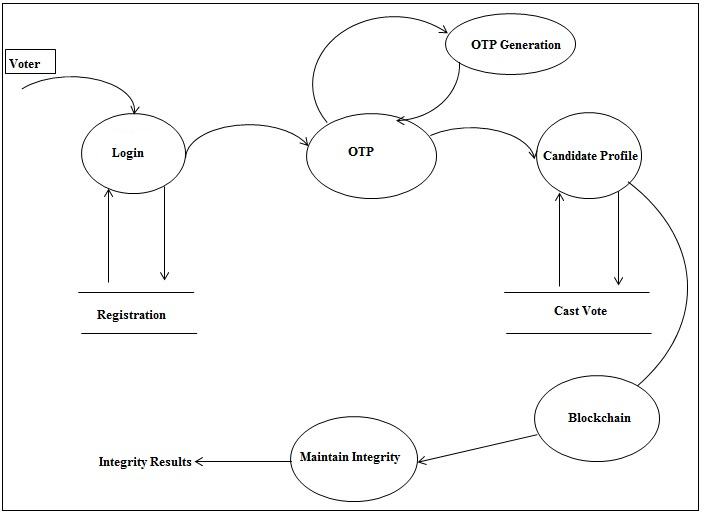 OTP Generation
Voter
Login
OTP
Candidate Profile
Registration
Cast Vote
Blockchain
Maintain Integrity
Integrity Results